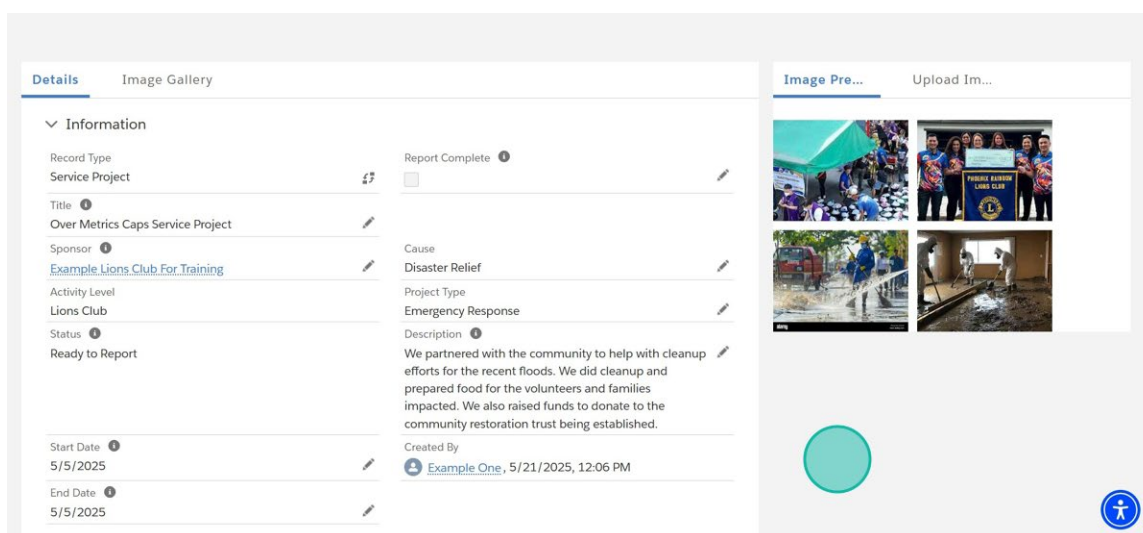 Details
Image Gallery
Image Pre...
Upload Im...
Information
Record Type
Service Project
Report Complete
Title
Over Metrics Caps Service Project
Sponsor
Example Lions Club For Training
Cause
Disaster Relief
Activity Level
Lions Club
Project Type
Emergency Response
Status
Ready to Report
Description
We partnered with the community to help with cleanup
efforts for the recent floods. We did cleanup and
prepared food for the volunteers and families
impacted. We also raised funds to donate to the
community restoration trust being established.
Start Date
5/5/2025
Created By
Example One, 5/21/2025, 12:06 PM
End Date
5/5/2025
PHOENIX RAINBOW
LIONS CLUB
L
alamy